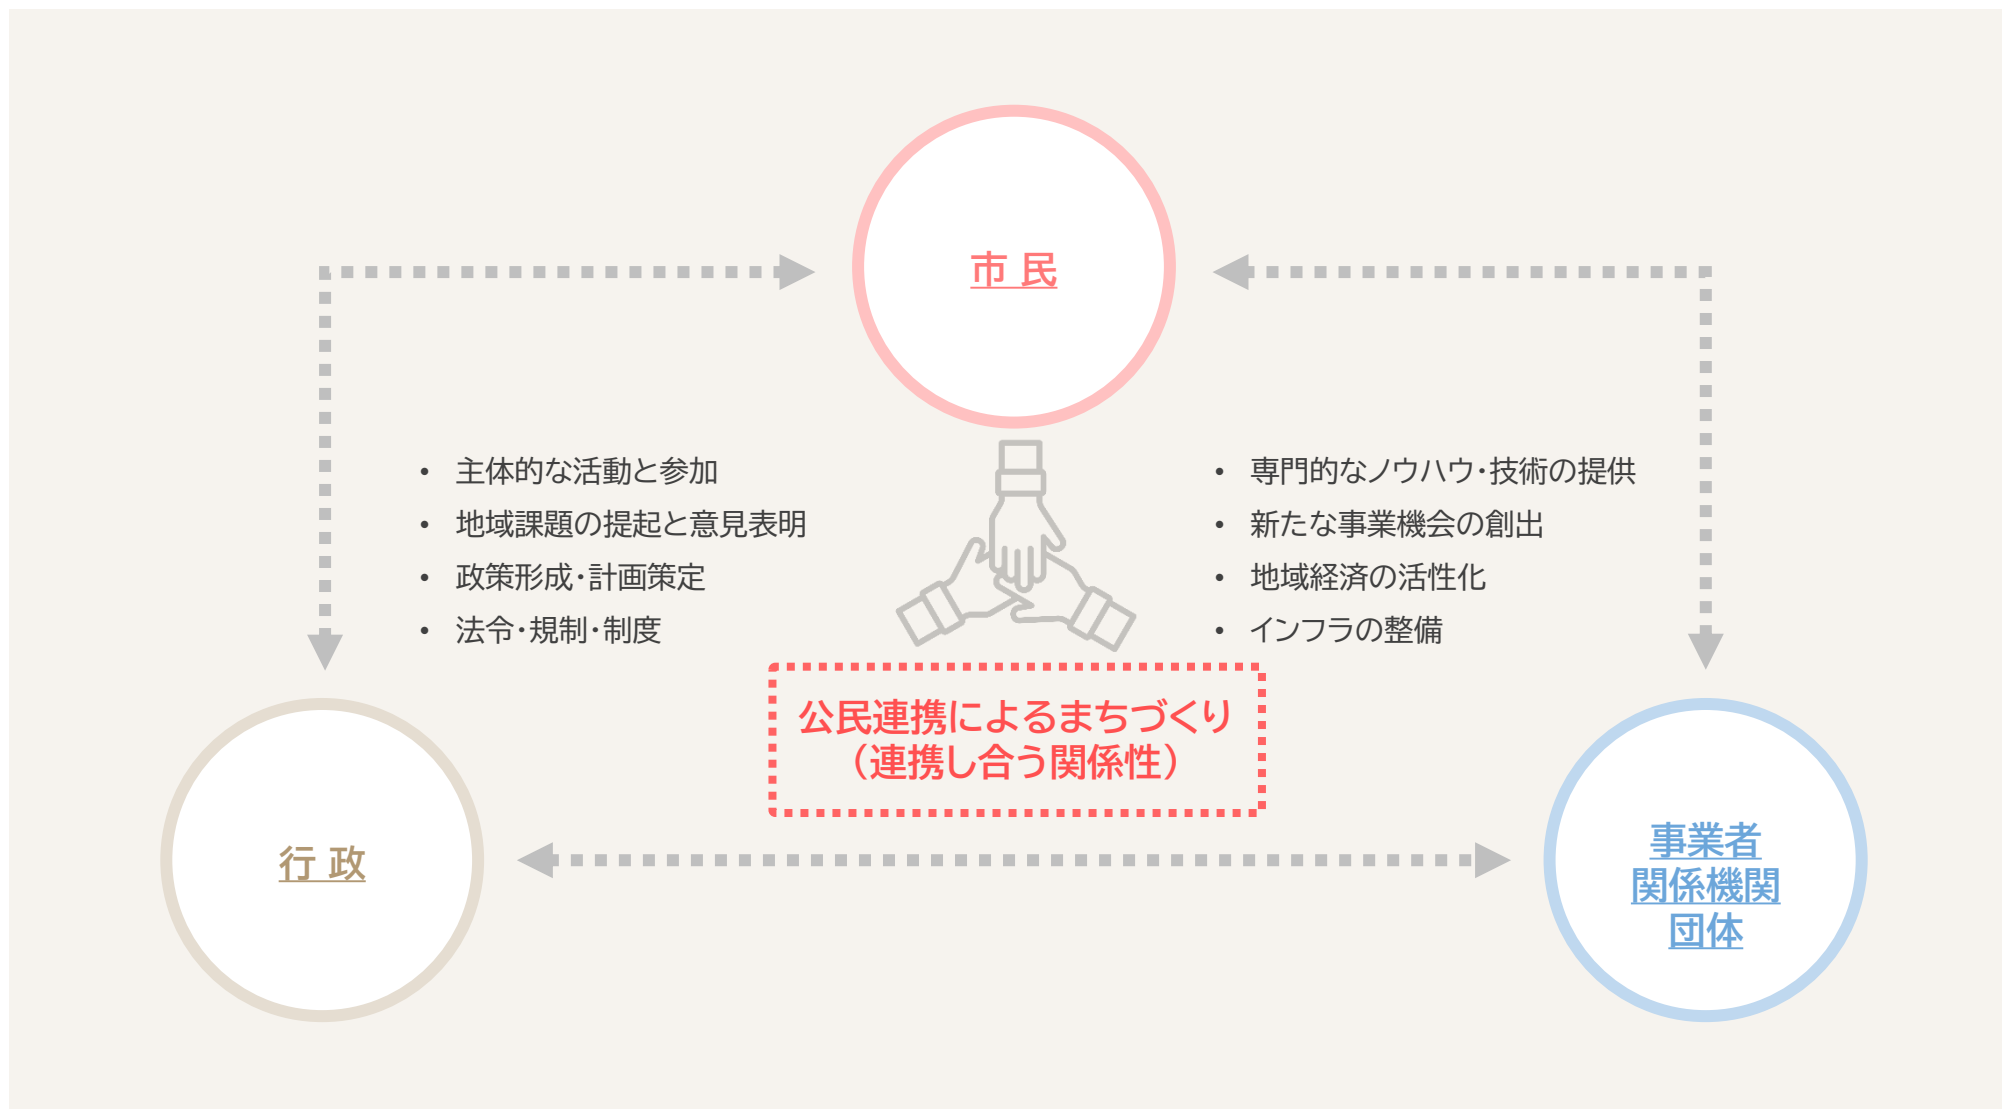 市 民
• 主体的な活動と参加
• 地域課題の提起と意見表明
• 政策形成・計画策定
• 法令・規制・制度
• 専門的なノウハウ・技術の提供
• 新たな事業機会の創出
• 地域経済の活性化
• インフラの整備
公民連携によるまちづくり
（連携し合う関係性）
行 政
事業者
関係機関
団体